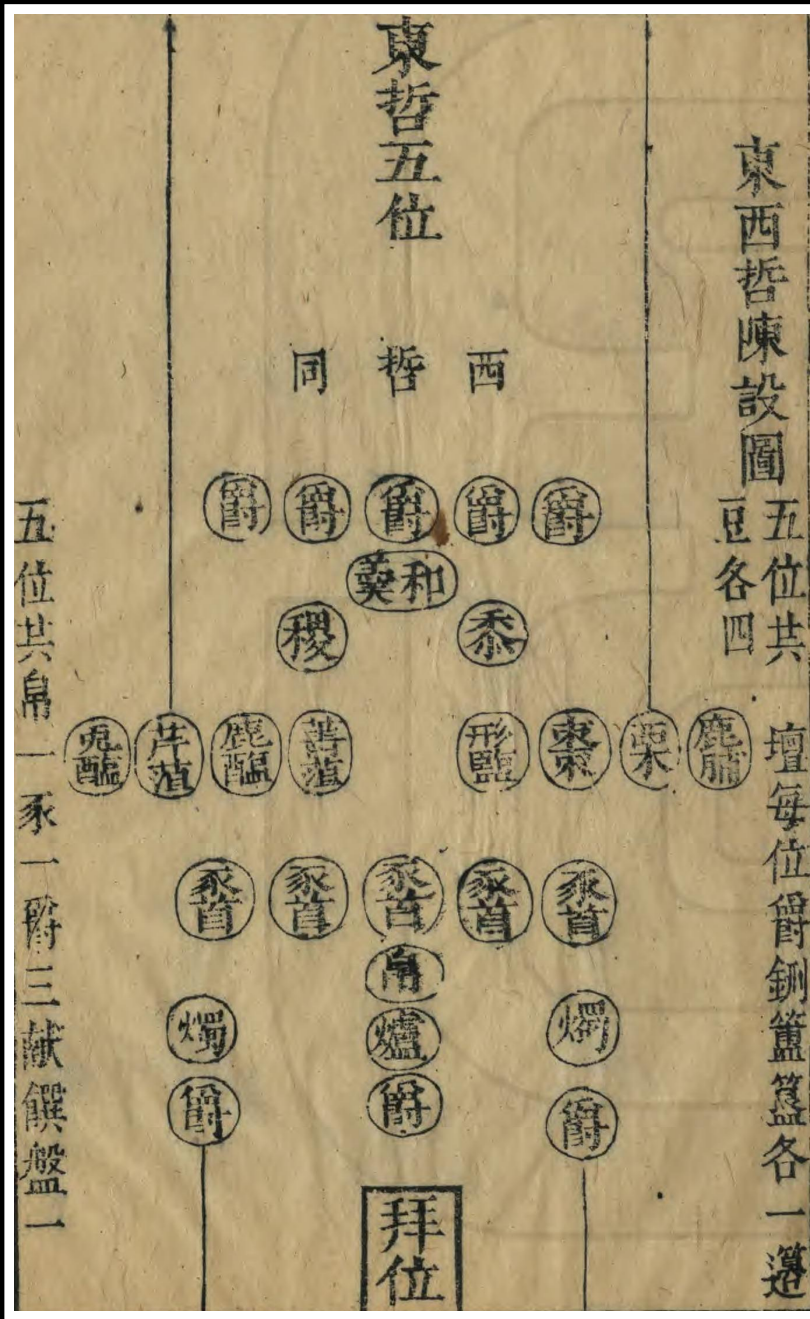 東西哲陳設圖
五位共一壇每位爵鉶簠簋各一籩
豆各四
東哲五位
西哲同
爵 爵 爵 爵 爵
和羹
黍 稷
鹿脯 栗 棗 形鹽 菁菹 鹿醢 芹菹 兎醢
豕首 豕首 豕首 豕首 豕首
帛
燭 爐 燭
爵 爵 爵
拜位
五位共帛一豕一爵三献饌盤一